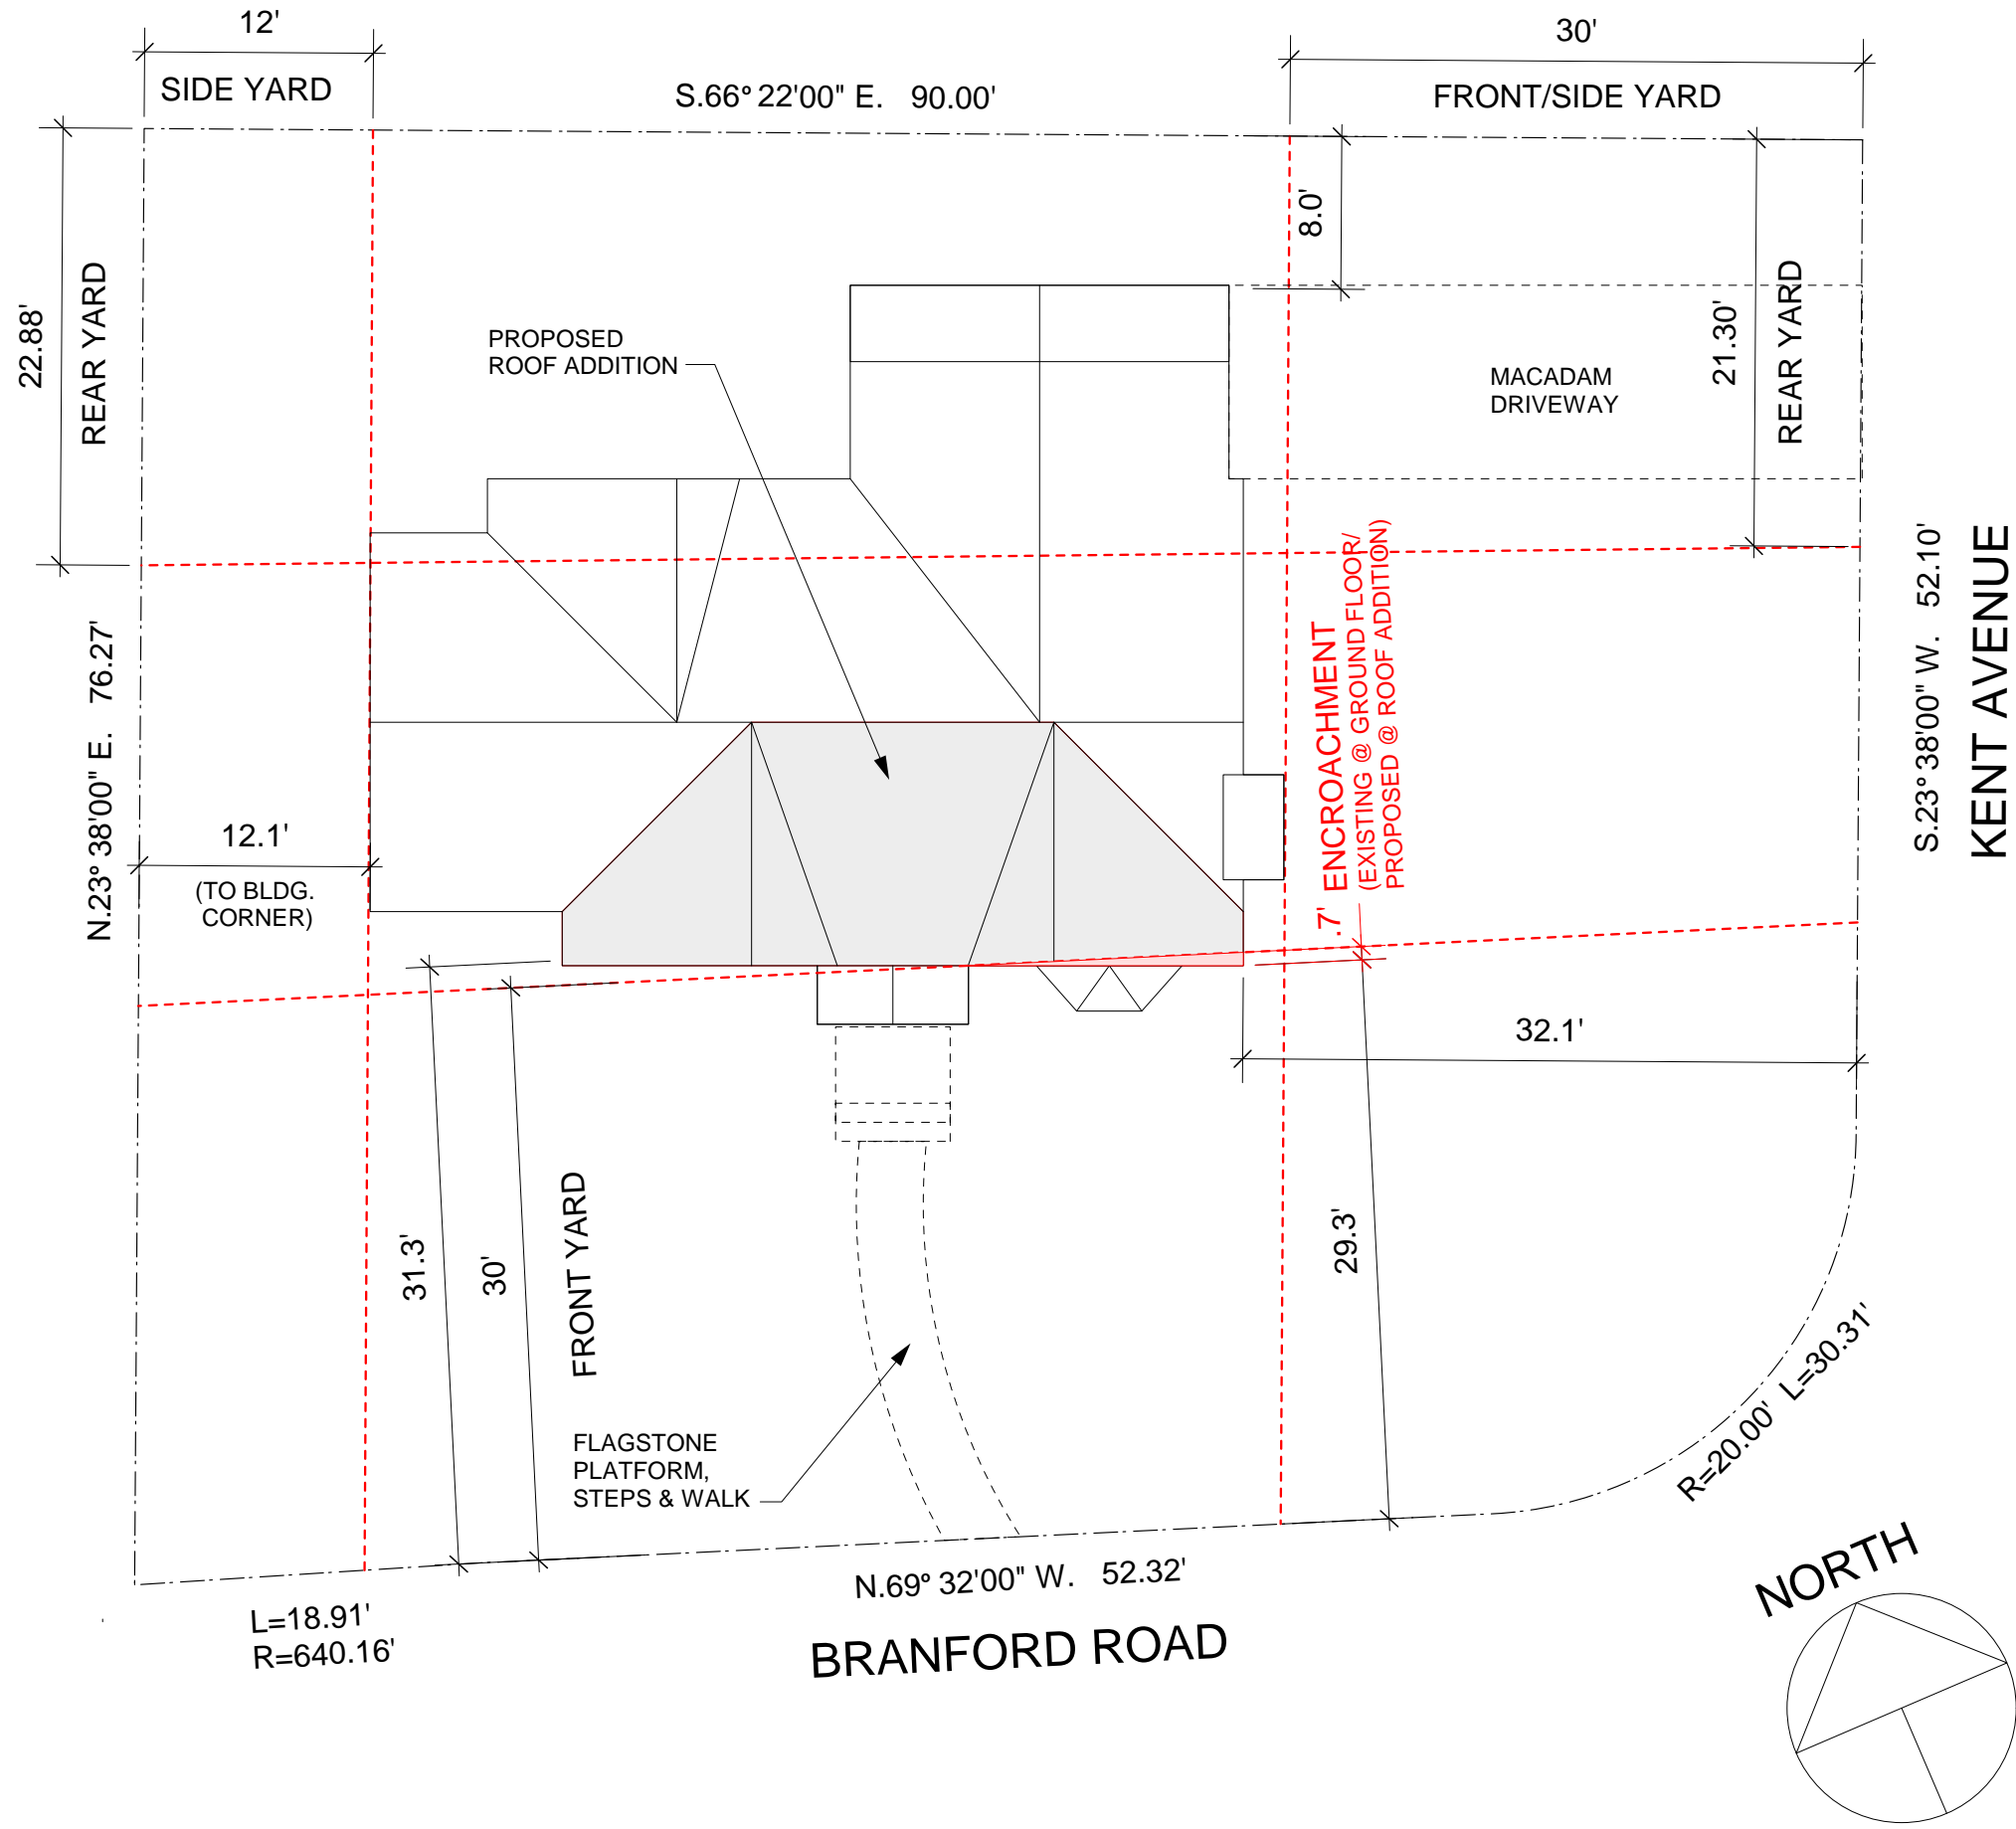 12'
30'
SIDE YARD
S.66° 22'00" E. 90.00'
FRONT/SIDE YARD
8.0'
22.88'
REAR YARD
PROPOSED
ROOF ADDITION
21.30'
REAR YARD
MACADAM
DRIVEWAY
N.23° 38'00" E. 76.27'
.7' ENCROACHMENT
(EXISTING @ GROUND FLOOR/
PROPOSED @ ROOF ADDITION)
S.23° 38'00" W. 52.10'
KENT AVENUE
12.1'
(TO BLDG.
CORNER)
32.1'
31.3'
30'
FRONT YARD
29.3'
FLAGSTONE
PLATFORM,
STEPS & WALK
R=20.00' L=30.31'
N.69° 32'00" W. 52.32'
L=18.91'
R=640.16'
BRANFORD ROAD
NORTH